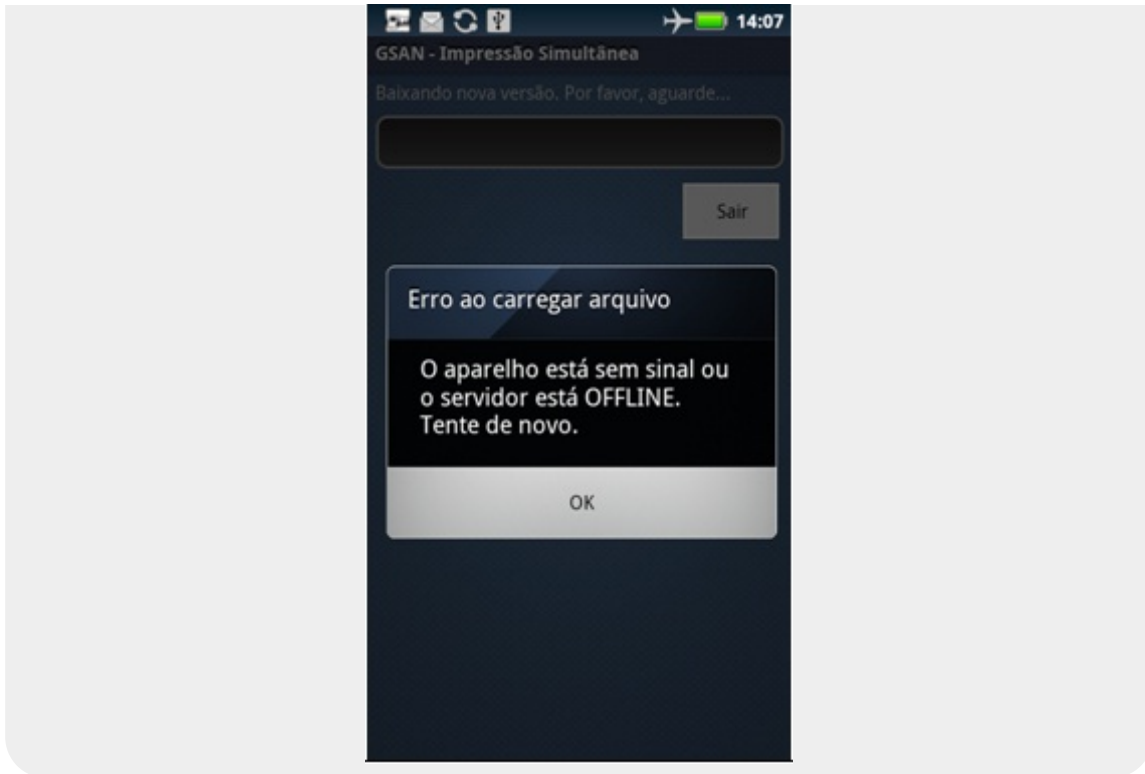 14:07
GSAN - Impressão Simultânea
Baixando nova versão. Por favor, aguarde...
Sair
Erro ao carregar arquivo
O aparelho está sem sinal ou
o servidor está OFFLINE.
Tente de novo.
OK